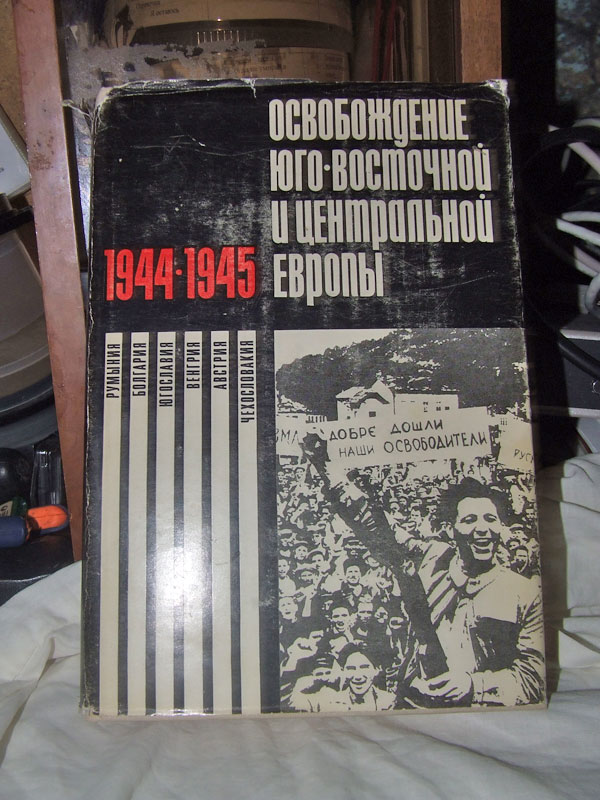 ОСВОБОЖДЕНИЕ
ЮГО-ВОСТОЧНОЙ
И ЦЕНТРАЛЬНОЙ
ЕВРОПЫ
1944·1945
РУМЫНИЯ
БОЛГАРИЯ
ЮГОСЛАВИЯ
ВЕНГРИЯ
АВСТРИЯ
ЧЕХОСЛОВАКИЯ
ДОБРЕ ДОШЛИ
НАШИ ОСВОБОДИТЕЛИ